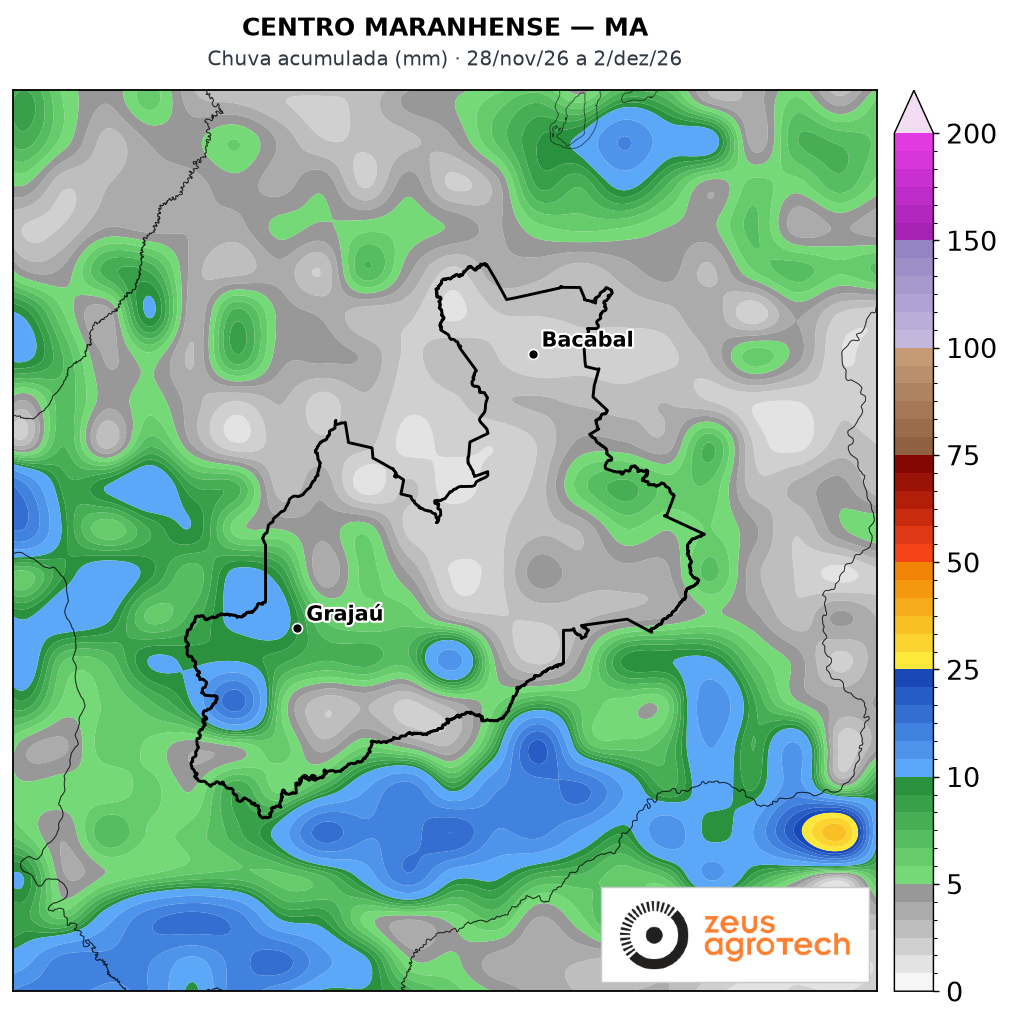 CENTRO MARANHENSE — MA
Chuva acumulada (mm) · 28/nov/26 a 2/dez/26
Bacabal
Grajaú
200
150
100
75
50
25
10
5
0
zeus
agrotech